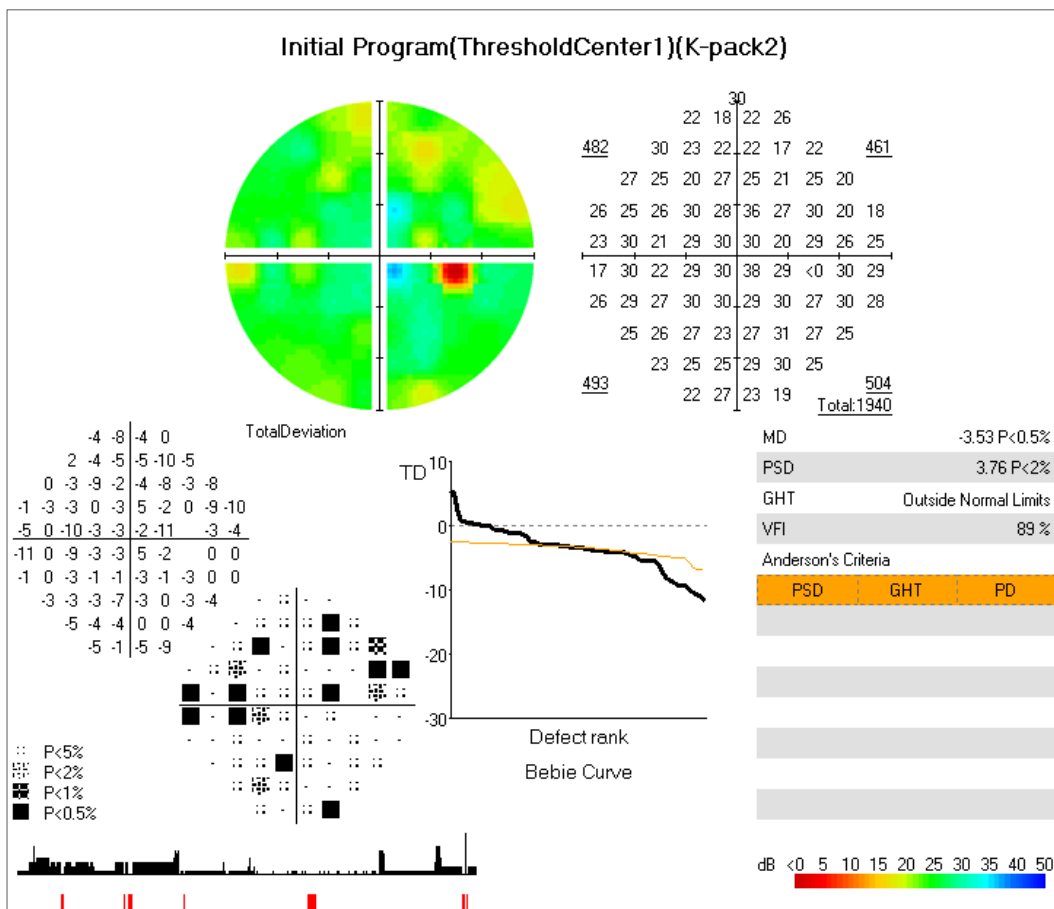 Initial Program(ThresholdCenter1)(K-pack2)
30
22 18 22 26
482 30 23 22 22 17 22 461
27 25 20 27 25 21 25 20
26 25 26 30 28 36 27 30 20 18
23 30 21 29 30 30 20 29 26 25
17 30 22 29 30 38 29 <0 30 29
26 29 27 30 30 29 30 27 30 28
25 26 27 23 27 31 27 25
23 25 25 29 30 25
493 22 27 23 19 504
Total:1940
TotalDeviation
-4 -8 -4 0
2 -4 -5 -5 -10 -5
0 -3 -9 -2 -4 -8 -3 -8
-1 -3 -3 0 -3 5 -2 0 -9 -10
-5 0 -10 -3 -3 -2 -11 -3 -4
-11 0 -9 -3 -3 5 -2 0 0
-1 0 -3 -1 -1 -3 -1 -3 0 0
-3 -3 -3 -7 -3 0 -3 -4
-5 -4 -4 0 0 -4
-5 -1 -5 -9
P<5%
P<2%
P<1%
P<0.5%
TD
10
0
-10
-20
-30
Defect rank
Bebie Curve
MD -3.53 P<0.5%
PSD 3.76 P<2%
GHT Outside Normal Limits
VFI 89 %
Anderson's Criteria
PSD GHT PD
dB <0 5 10 15 20 25 30 35 40 45 50